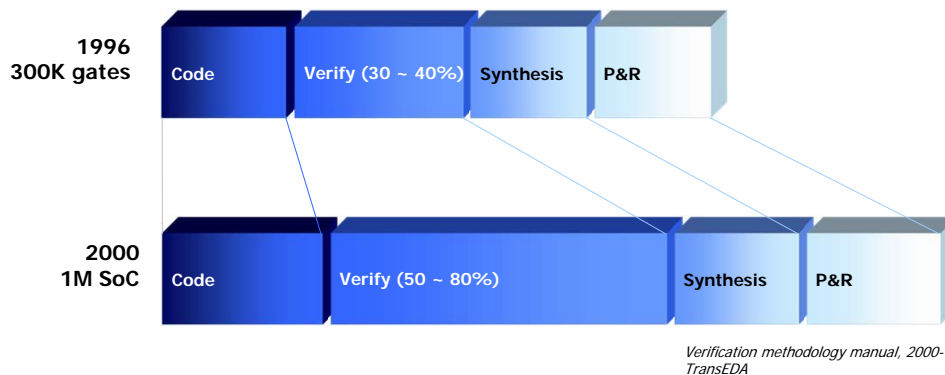 1996
300K gates
Code
Verify (30 ~ 40%)
Synthesis
P&R
2000
1M SoC
Code
Verify (50 ~ 80%)
Synthesis
P&R
Verification methodology manual, 2000-
TransEDA